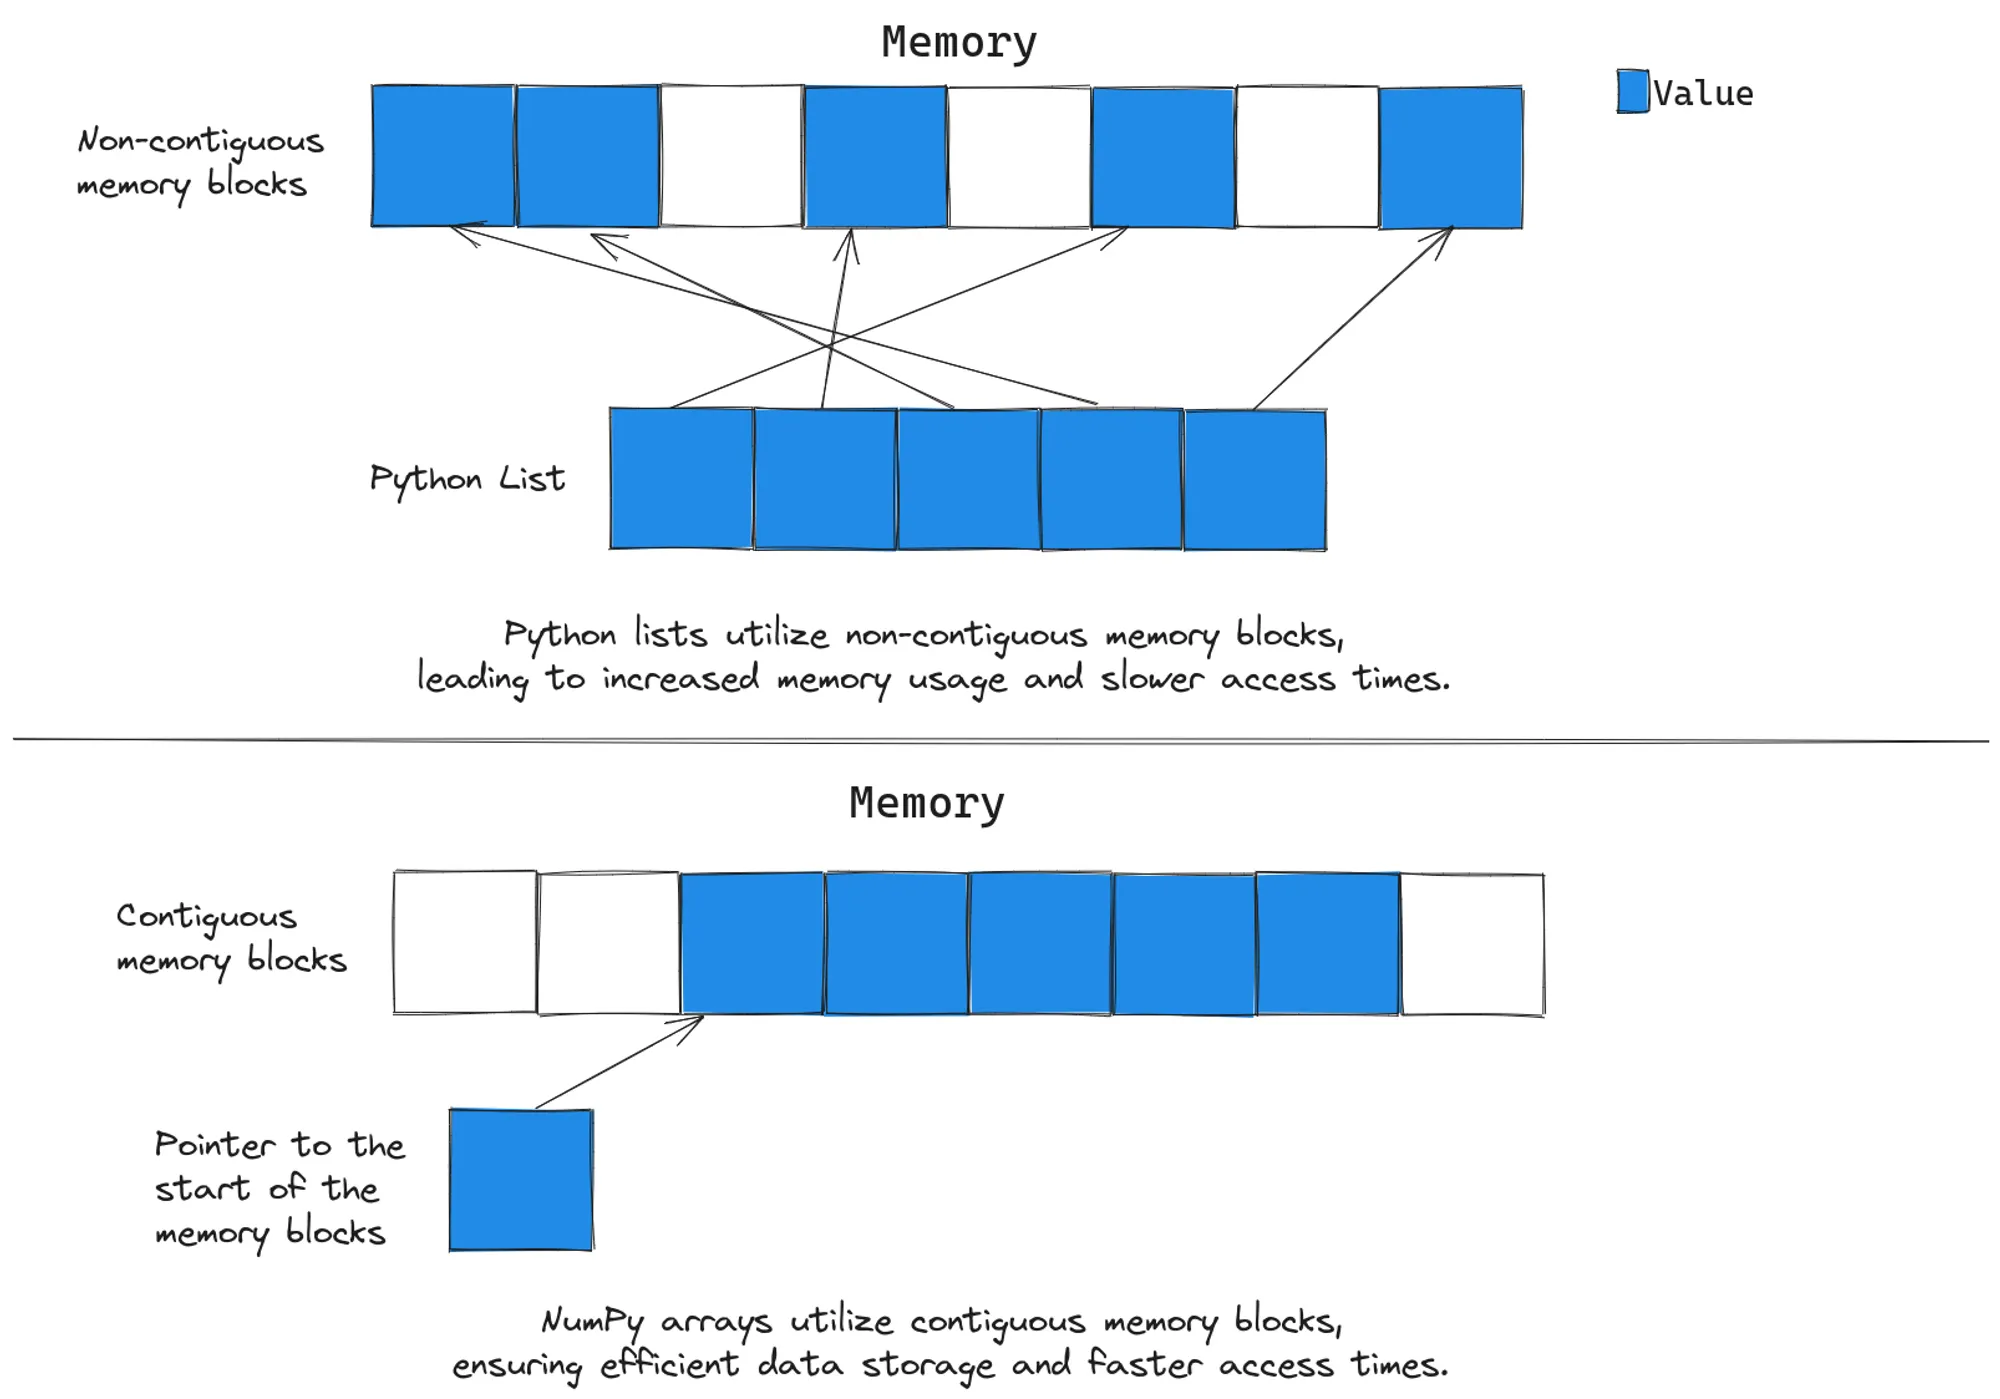 Memory
Value
Non-contiguous
memory blocks
Python List
Python lists utilize non-contiguous memory blocks,
leading to increased memory usage and slower access times.
Memory
Contiguous
memory blocks
Pointer to the
start of the
memory blocks
NumPy arrays utilize contiguous memory blocks,
ensuring efficient data storage and faster access times.